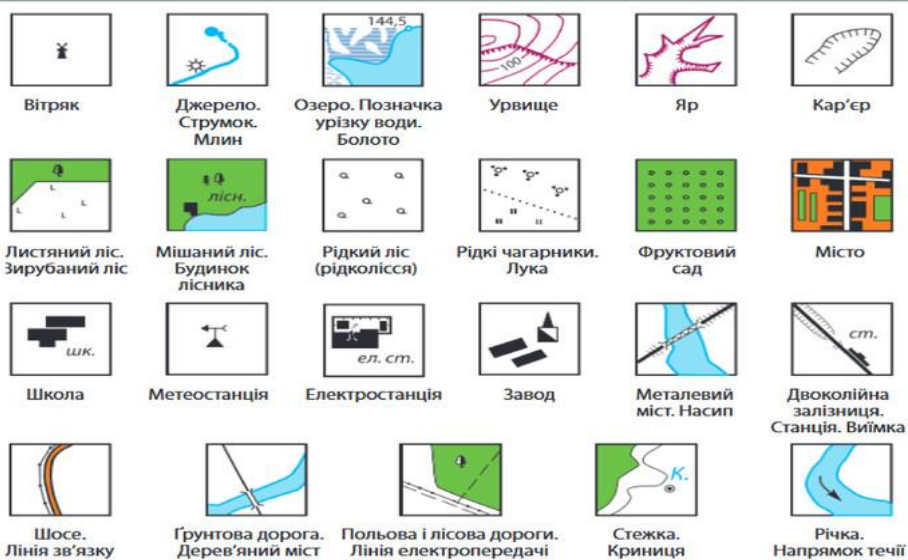 144,5
100
Вітряк
Джерело.
Струмок.
Млин
Озеро. Позначка
урізку води.
Болото
Урвище
Яр
Кар’єр
лісн.
Листяний ліс.
Вирубаний ліс
Мішаний ліс.
Будинок
лісника
Рідкий ліс
(рідколісся)
Рідкі чагарники.
Лука
Фруктовий
сад
Місто
шк.
ел. ст.
ст.
Школа
Метеостанція
Електростанція
Завод
Металевий
міст. Насип
Двоколійна
залізниця.
Станція. Виїмка
К.
Шосе.
Лінія зв’язку
Ґрунтова дорога.
Дерев’яний міст
Польова і лісова дороги.
Лінія електропередачі
Стежка.
Криниця
Річка.
Напрямок течії